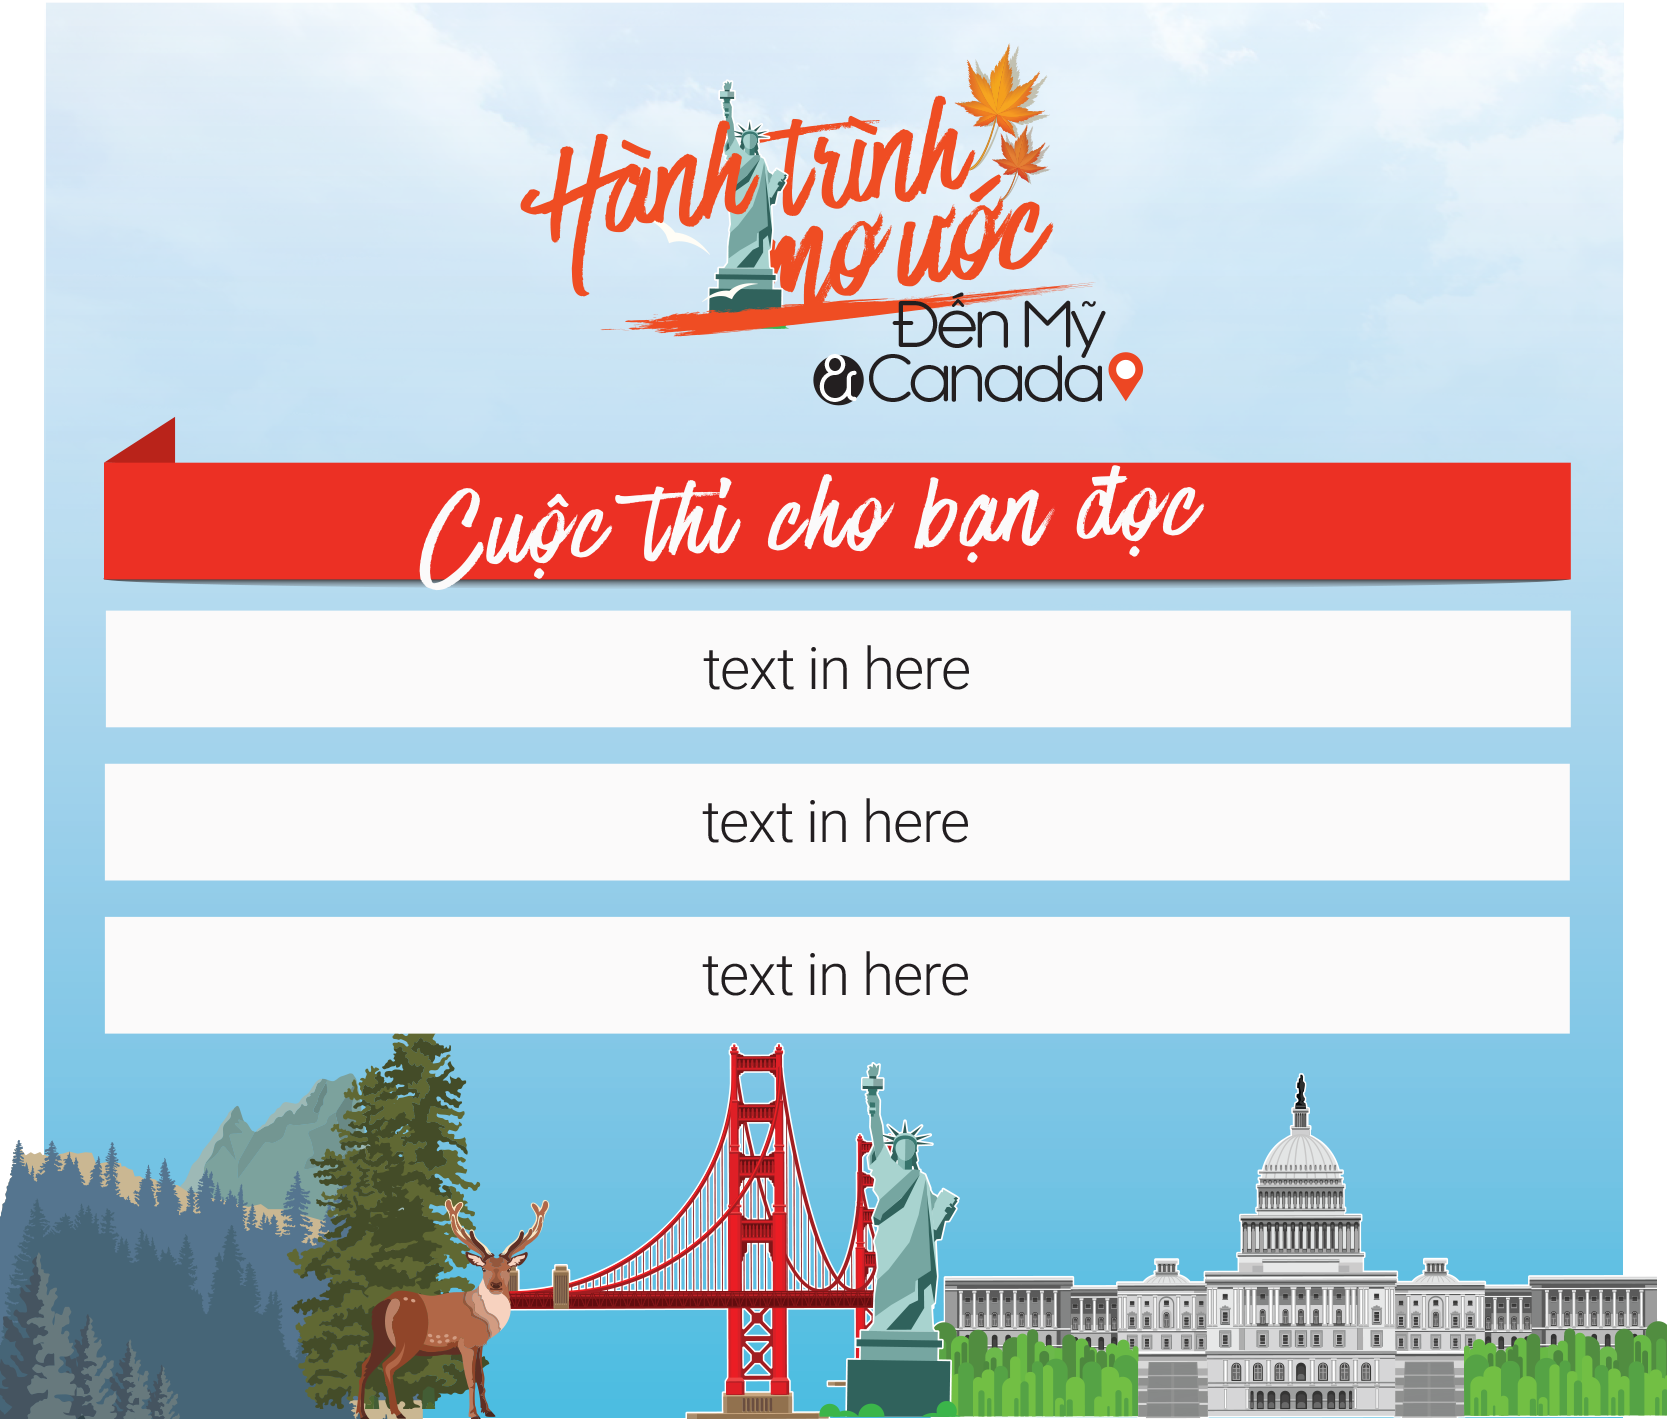 Hành trình
mơ ước
Đến Mỹ
& Canada
Cuộc thi cho bạn đọc
text in here
text in here
text in here